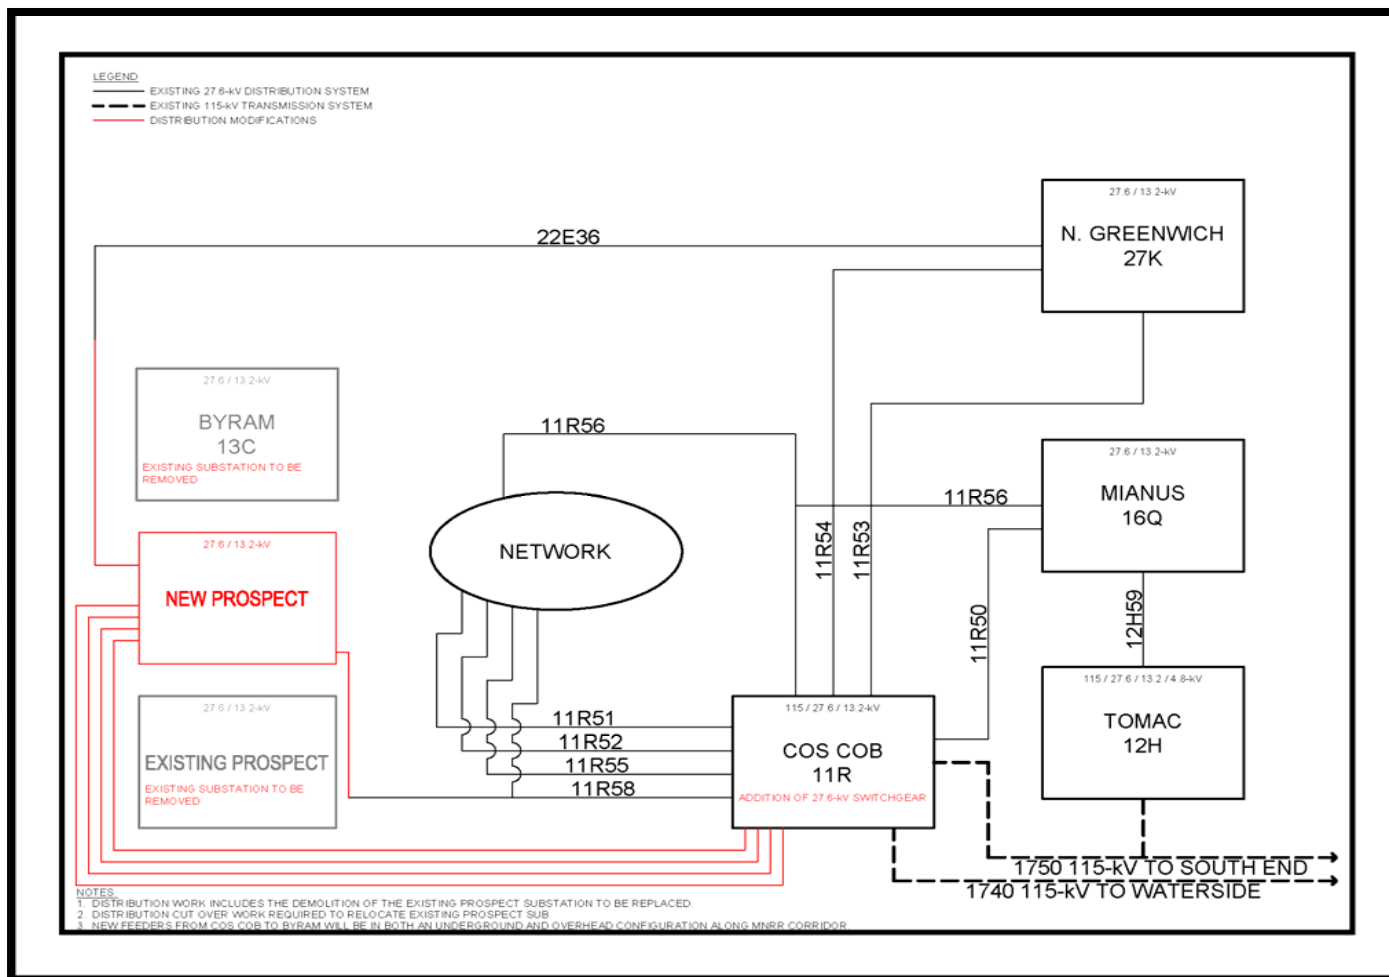 LEGEND
EXISTING 27.6-kV DISTRIBUTION SYSTEM
EXISTING 115-kV TRANSMISSION SYSTEM
DISTRIBUTION MODIFICATIONS
27.6 / 13.2-kV
N. GREENWICH
27K
22E36
27.6 / 13.2-kV
BYRAM
13C
EXISTING SUBSTATION TO BE
REMOVED
11R56
27.6 / 13.2-kV
MIANUS
16Q
11R56
NETWORK
11R54
11R53
27.6 / 13.2-kV
NEW PROSPECT
11R50
12H59
115 / 27.6 / 13.2 / 4.8-kV
TOMAC
12H
27.6 / 13.2-kV
EXISTING PROSPECT
EXISTING SUBSTATION TO BE
REMOVED
11R51
11R52
11R55
11R58
115 / 27.6 / 13.2-kV
COS COB
11R
ADDITION OF 27.6-kV SWITCHGEAR
1750 115-kV TO SOUTH END
1740 115-kV TO WATERSIDE
NOTES:
1. DISTRIBUTION WORK INCLUDES THE DEMOLITION OF THE EXISTING PROSPECT SUBSTATION TO BE REPLACED.
2. DISTRIBUTION CUT OVER WORK REQUIRED TO RELOCATE EXISTING PROSPECT SUB
3. NEW FEEDERS FROM COS COB TO BYRAM WILL BE IN BOTH AN UNDERGROUND AND OVERHEAD CONFIGURATION ALONG MNRR CORRIDOR